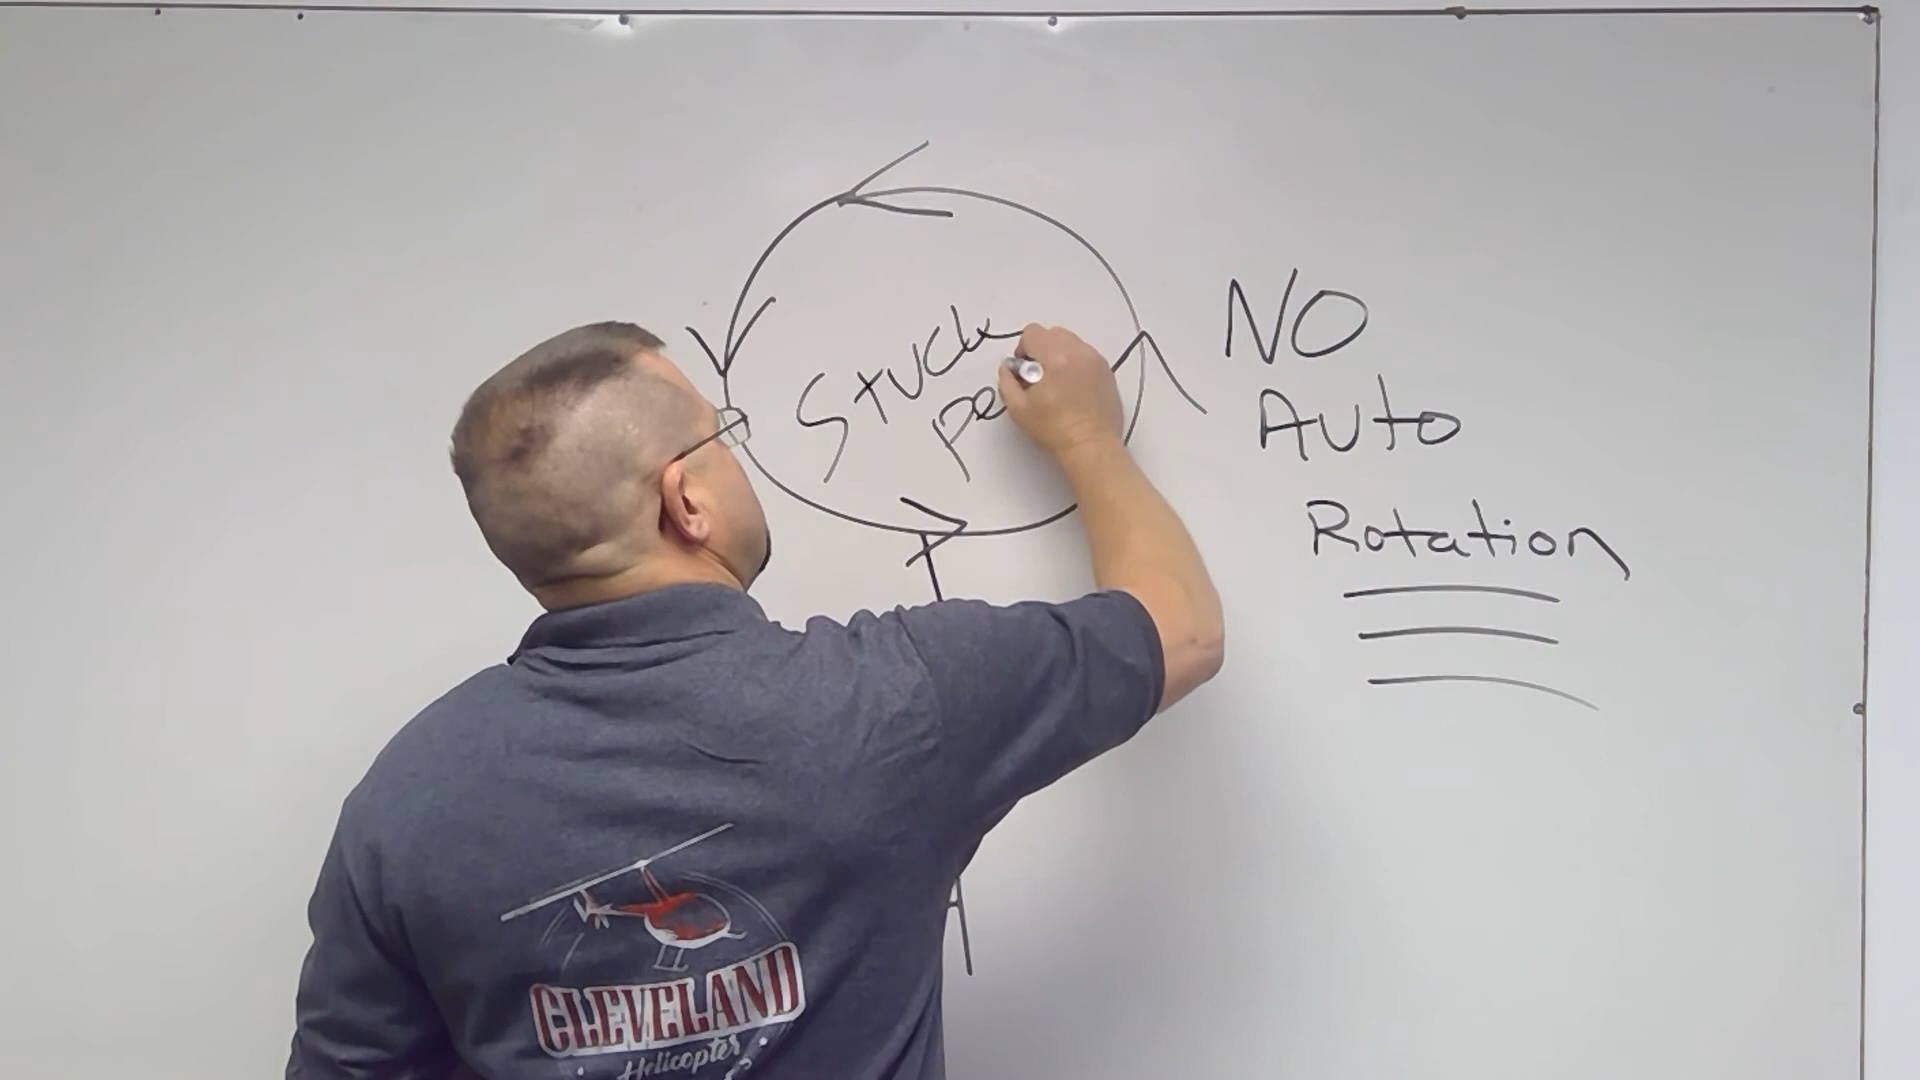 Stuck
pe
NO
Auto
Rotation
CLEVELAND
Helicopter